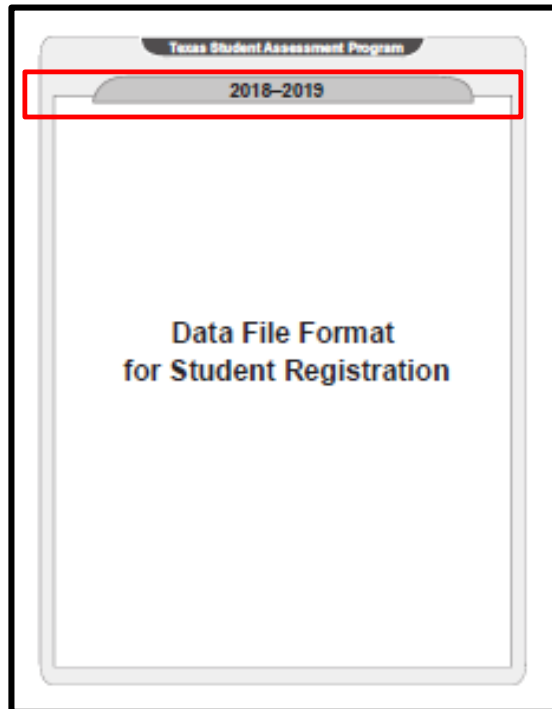 Texas Student Assessment Program
2018–2019
Data File Format
for Student Registration